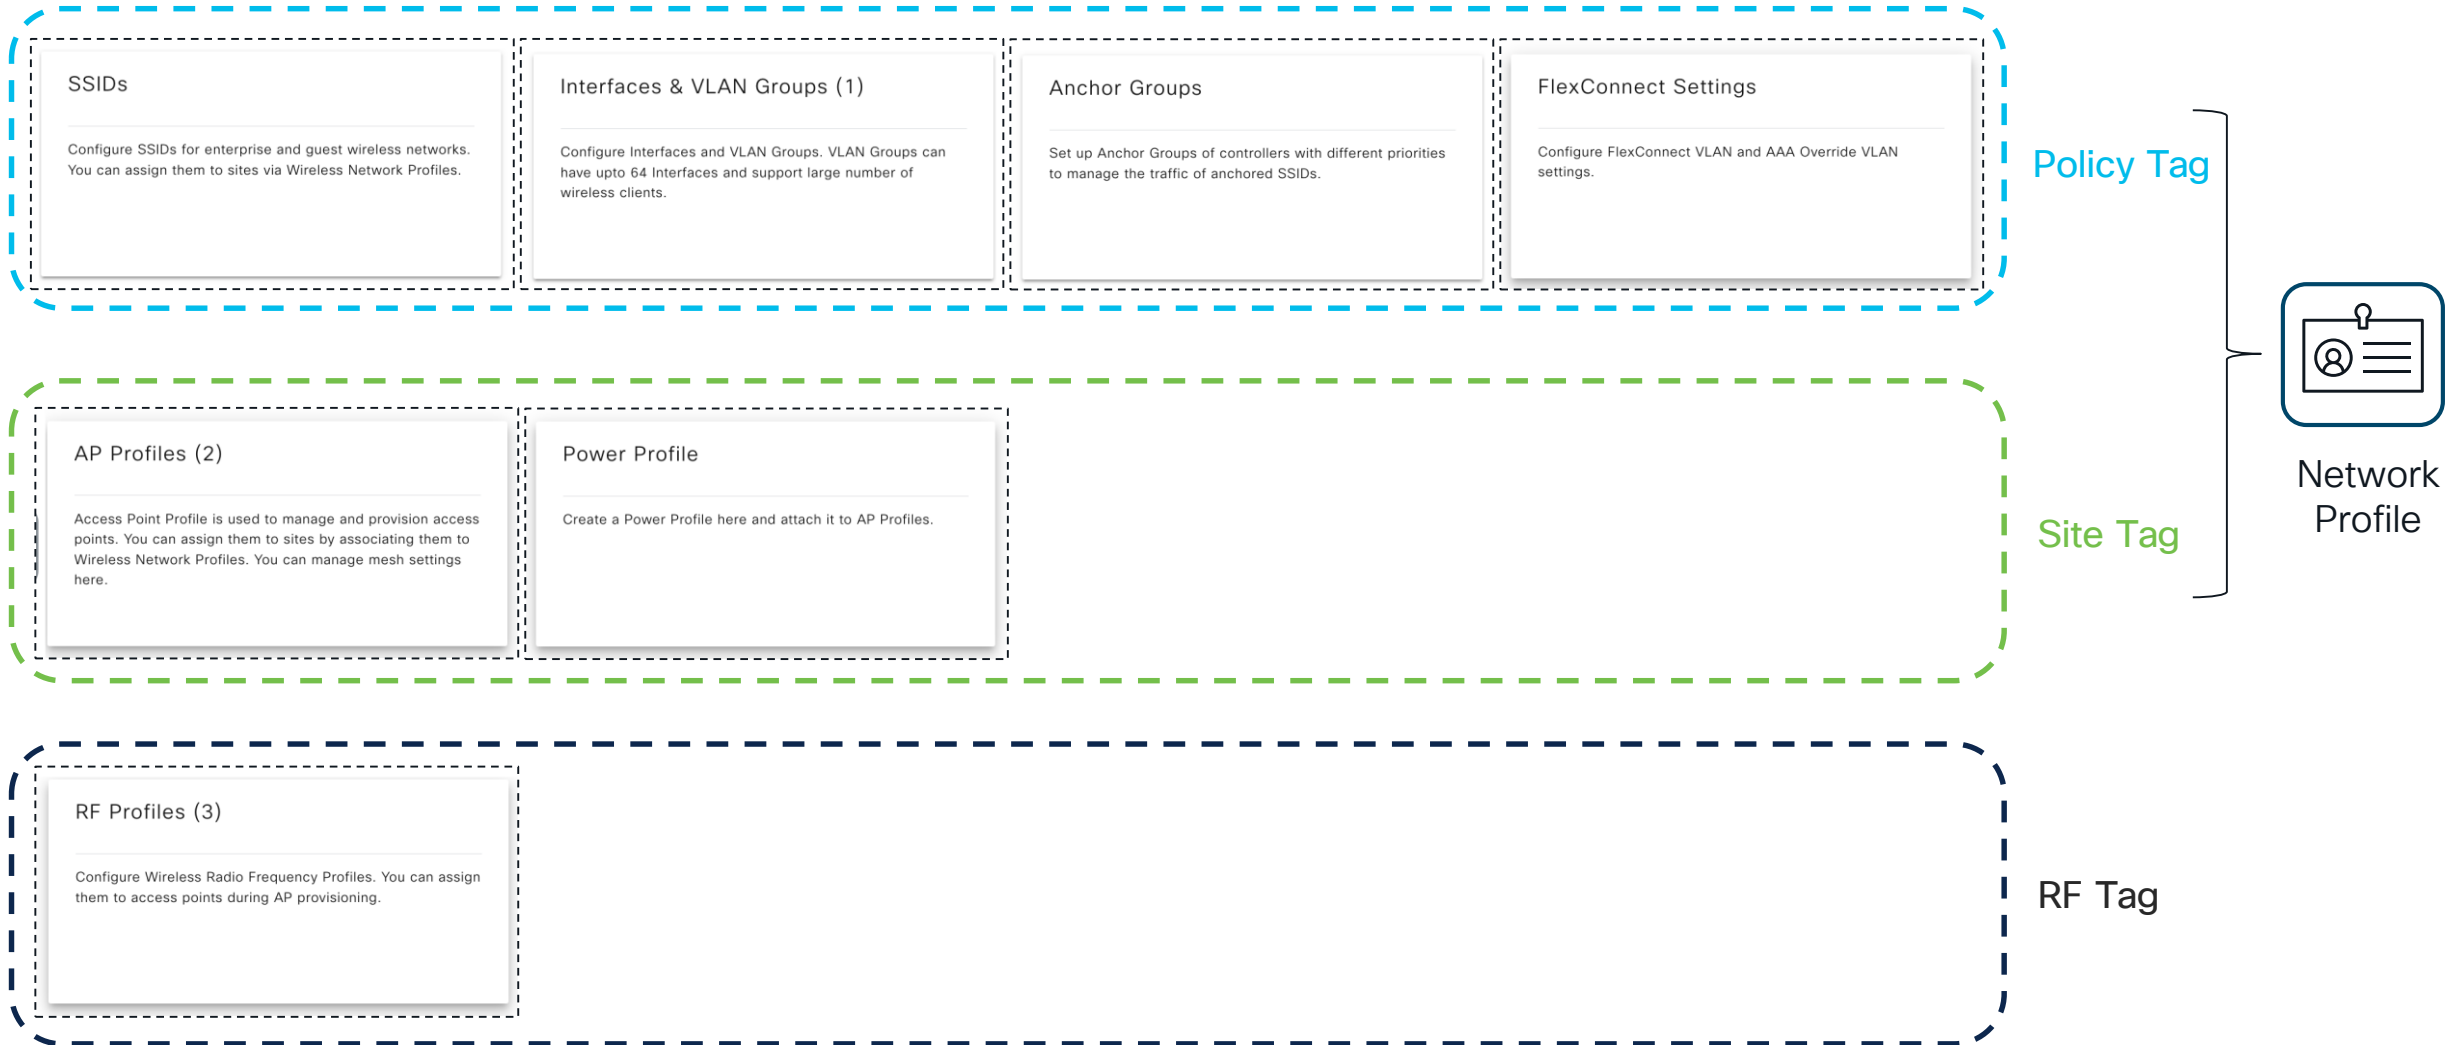 SSIDs
Configure SSIDs for enterprise and guest wireless networks.
You can assign them to sites via Wireless Network Profiles.
Interfaces & VLAN Groups (1)
Configure Interfaces and VLAN Groups. VLAN Groups can
have upto 64 Interfaces and support large number of
wireless clients.
Anchor Groups
Set up Anchor Groups of controllers with different priorities
to manage the traffic of anchored SSIDs.
FlexConnect Settings
Configure FlexConnect VLAN and AAA Override VLAN
settings.
Policy Tag
AP Profiles (2)
Access Point Profile is used to manage and provision access
points. You can assign them to sites by associating them to
Wireless Network Profiles. You can manage mesh settings
here.
Power Profile
Create a Power Profile here and attach it to AP Profiles.
Site Tag
Network
Profile
RF Profiles (3)
Configure Wireless Radio Frequency Profiles. You can assign
them to access points during AP provisioning.
RF Tag